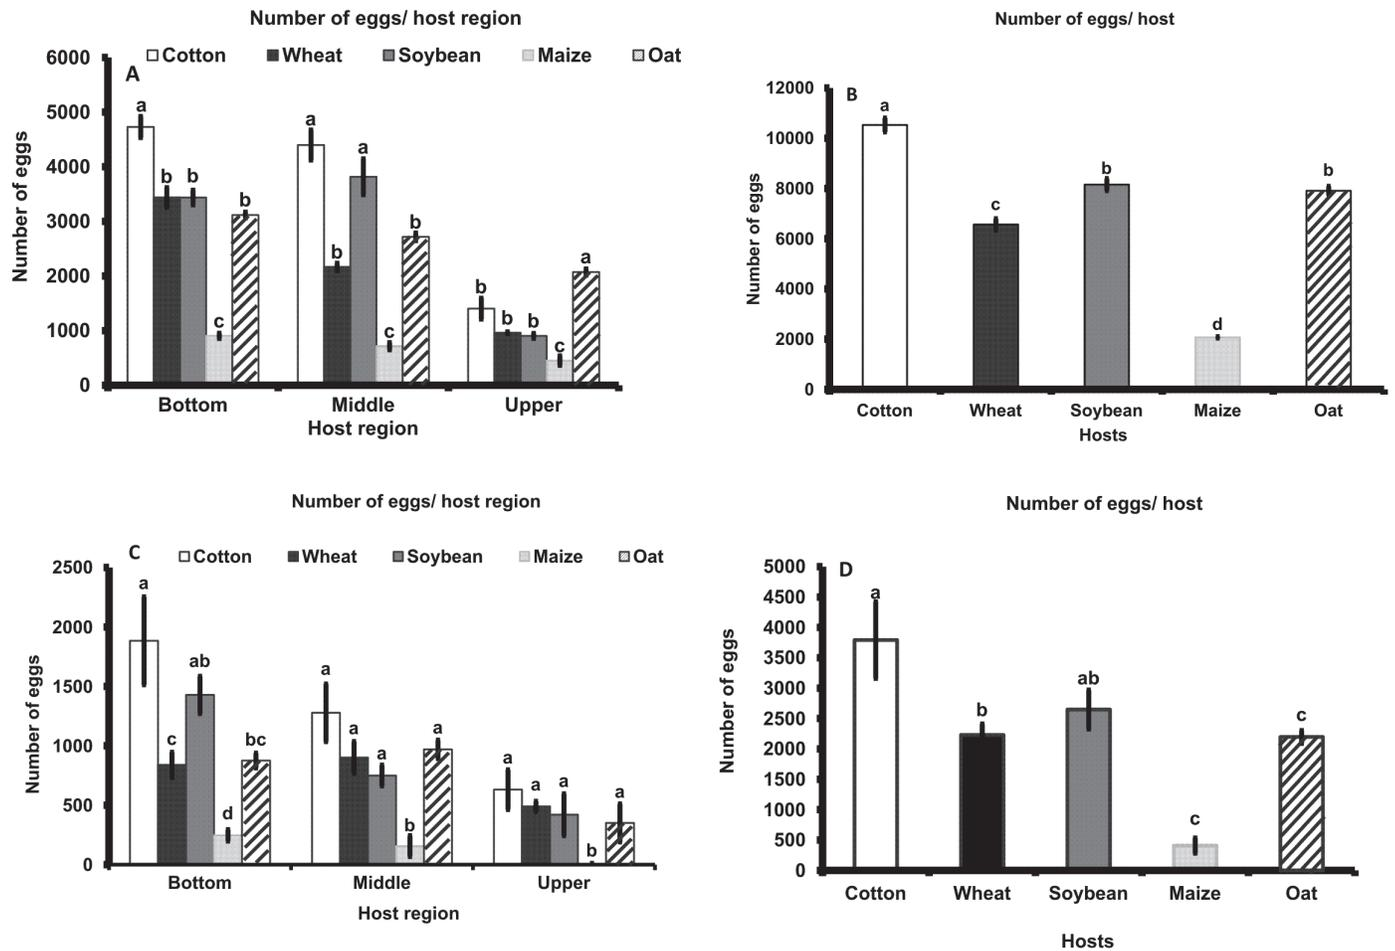 Number of eggs/ host region
Cotton Wheat Soybean Maize Oat
A
Number of eggs
6000
5000
4000
3000
2000
1000
0
a b b c b
a b a c b
b b b c a
Bottom Middle Upper
Host region
Number of eggs/ host
B
Number of eggs
12000
10000
8000
6000
4000
2000
0
a c b d b
Cotton Wheat Soybean Maize Oat
Hosts
Number of eggs/ host region
C
Cotton Wheat Soybean Maize Oat
Number of eggs
2500
2000
1500
1000
500
0
a c ab d bc
a a a b a
a a a b a
Bottom Middle Upper
Host region
Number of eggs/ host
D
Number of eggs
5000
4500
4000
3500
3000
2500
2000
1500
1000
500
0
a b ab c c
Cotton Wheat Soybean Maize Oat
Hosts